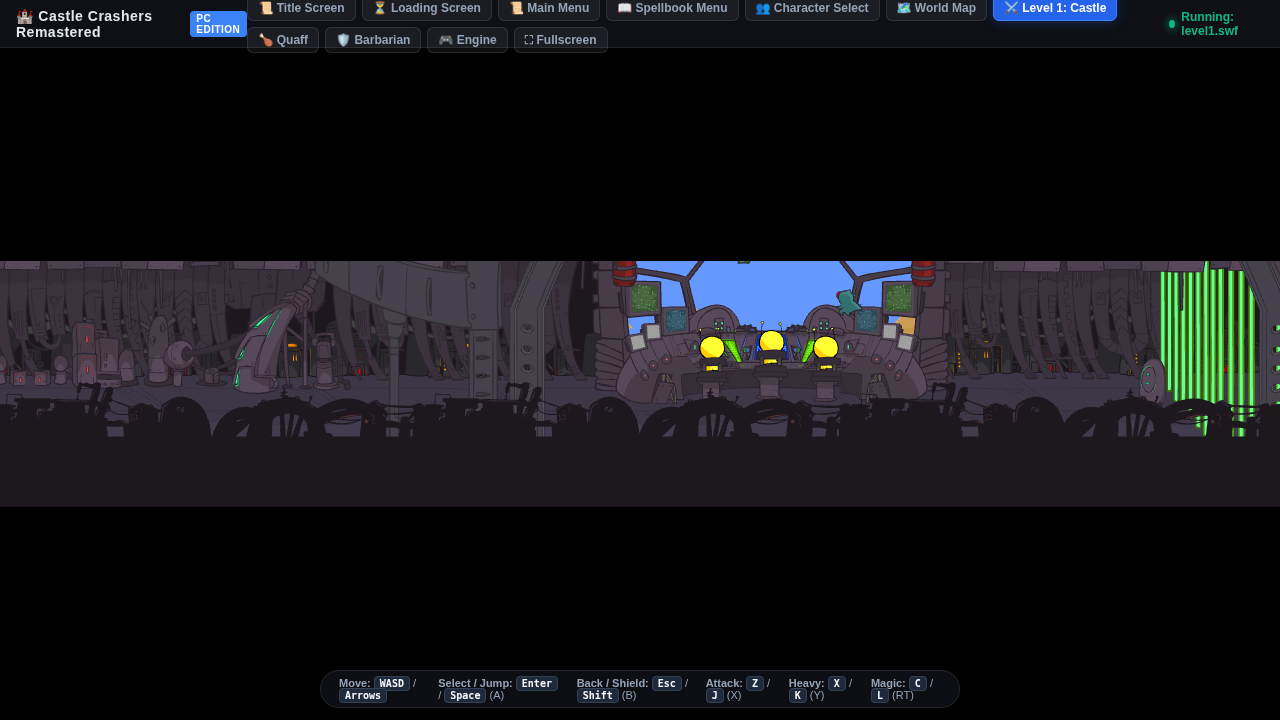 🏰 Castle Crashers Remastered
PC EDITION
📜 Title Screen ⏳ Loading Screen 📜 Main Menu 📖 Spellbook Menu 👥 Character Select 🗺️ World Map ⚔️ Level 1: Castle
🍗 Quaff 🛡️ Barbarian 🎮 Engine ⛶ Fullscreen
Running: level1.swf
Move: WASD / Arrows
Select / Jump: Enter / Space (A)
Back / Shield: Esc / Shift (B)
Attack: Z / J (X)
Heavy: X / K (Y)
Magic: C / L (RT)